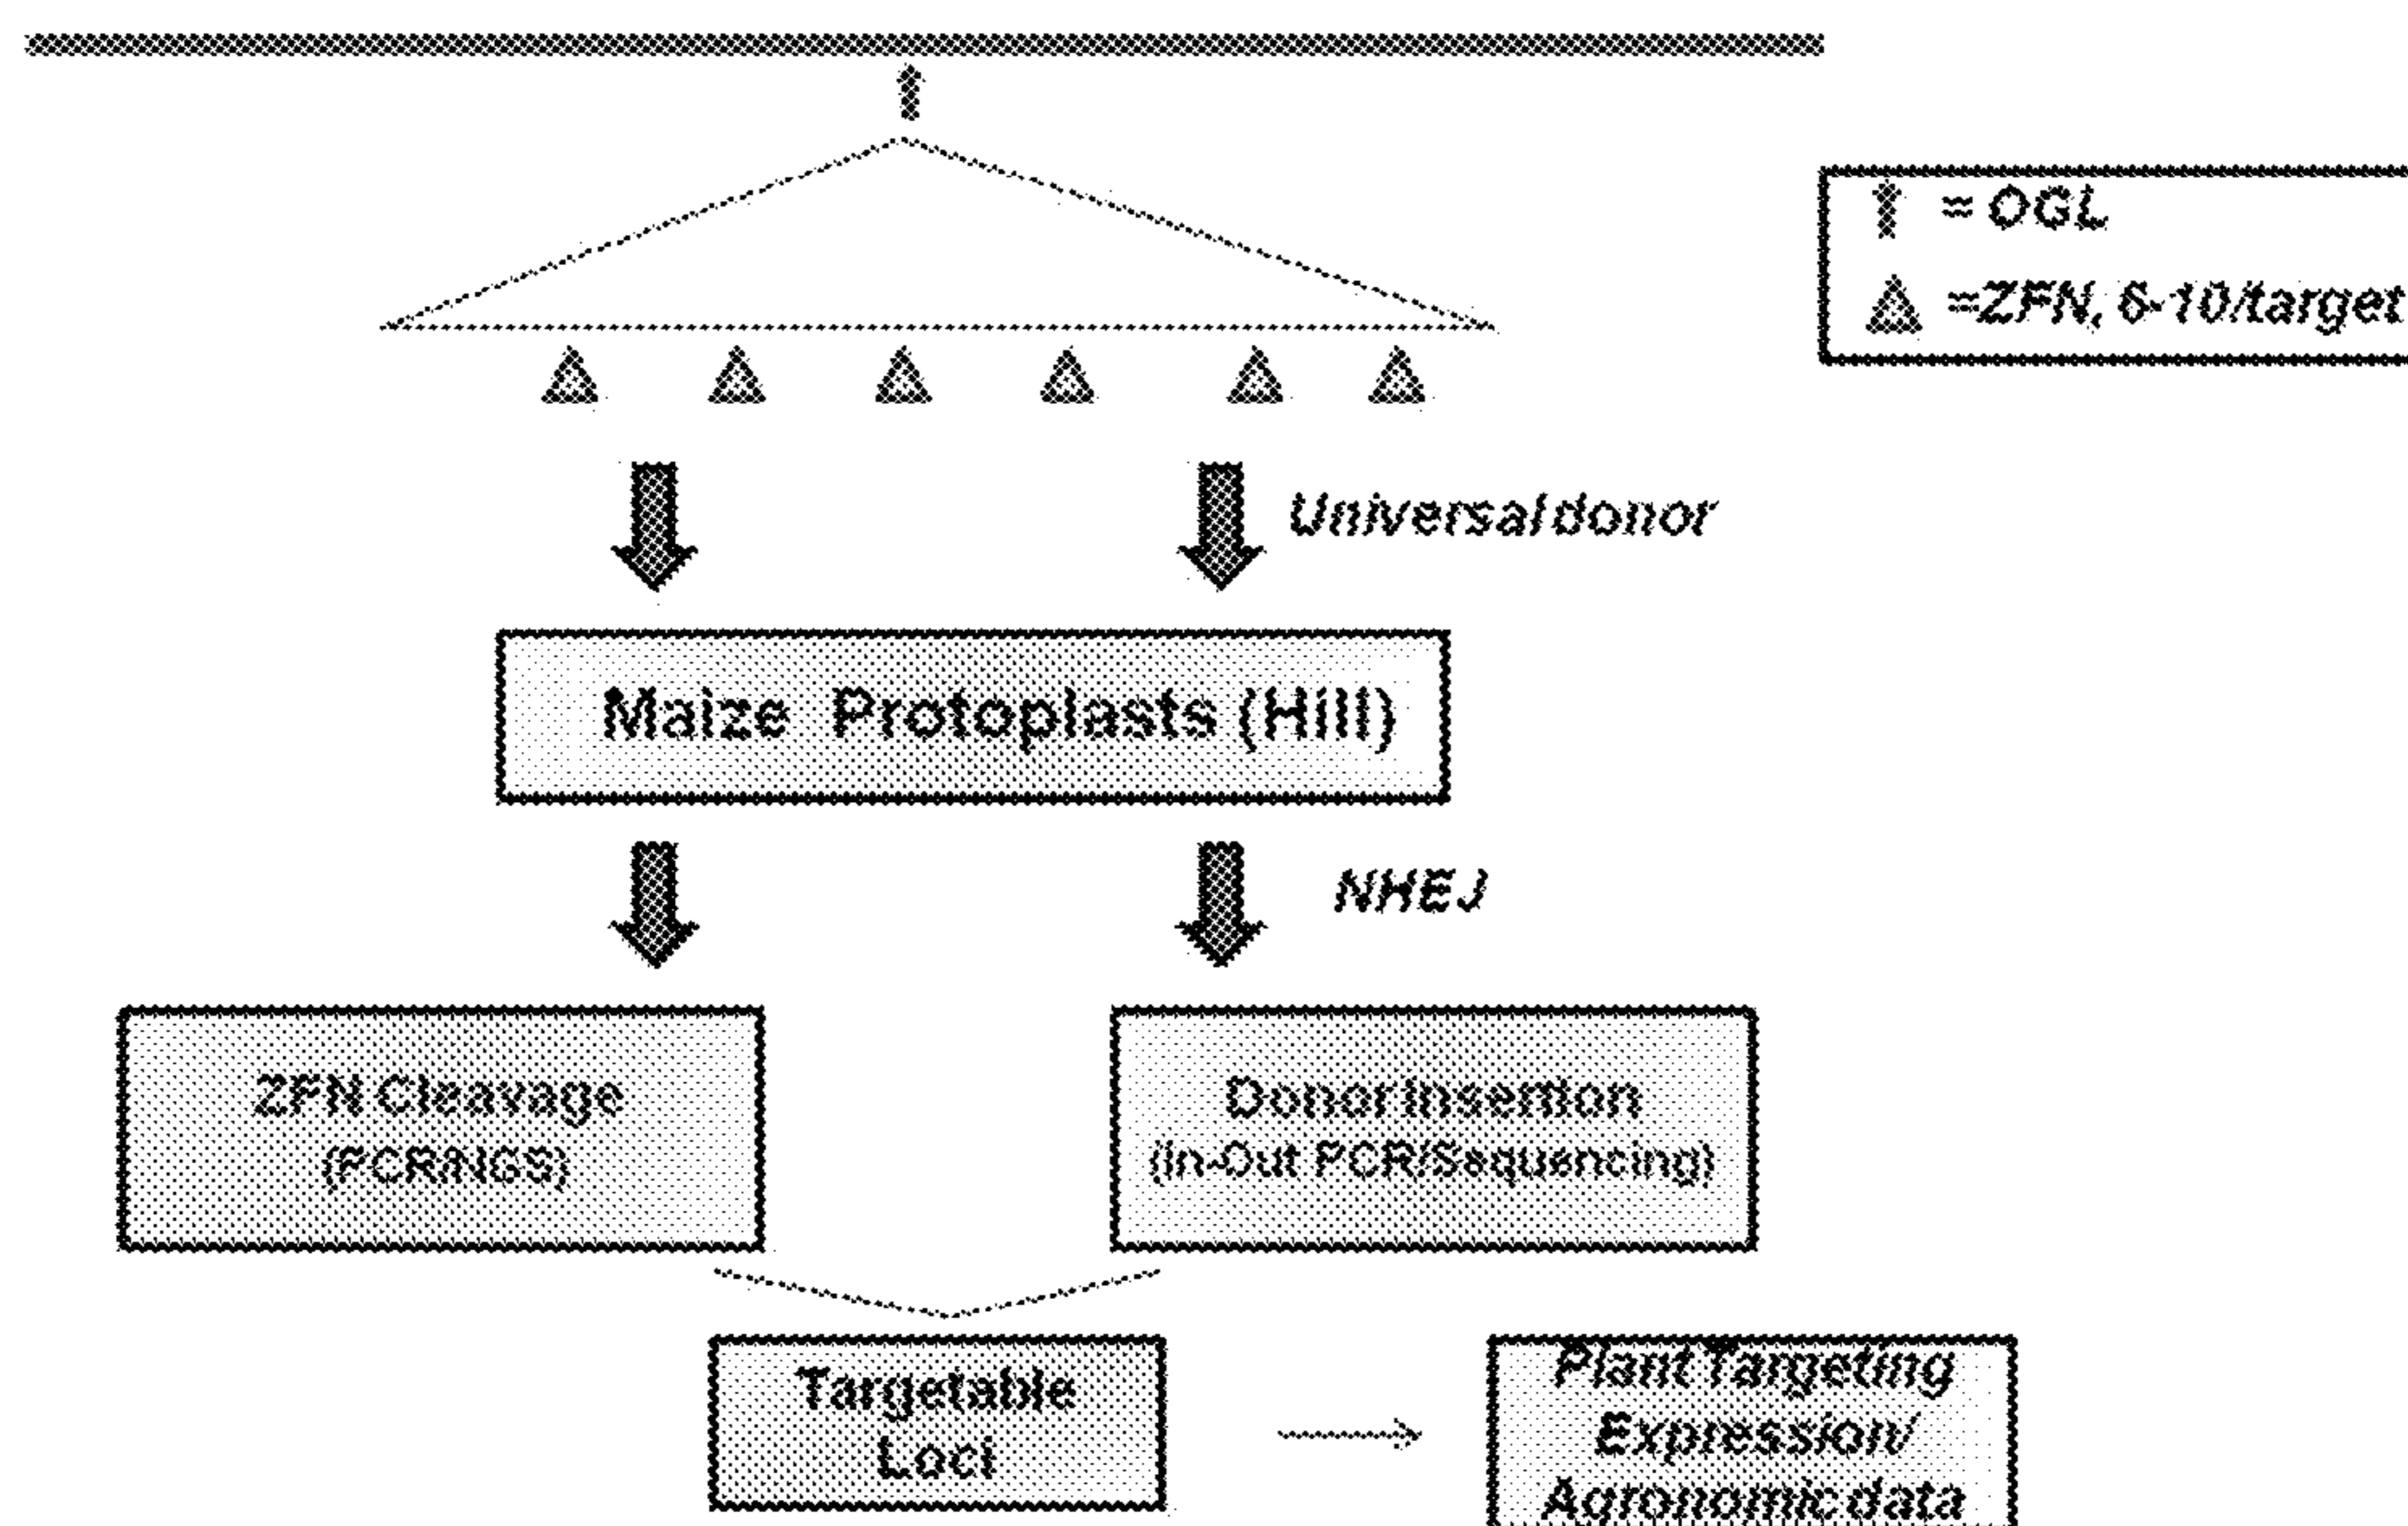 = OGL
=ZFN, 6-10/target
Universal donor
Maize Protoplasts (HiII)
NHEJ
ZFN Cleavage
(PCR/NGS)
Donor Insertion
(In-Out PCR/Sequencing)
Targetable
Loci
Plant Targeting
Expression/
Agronomic data